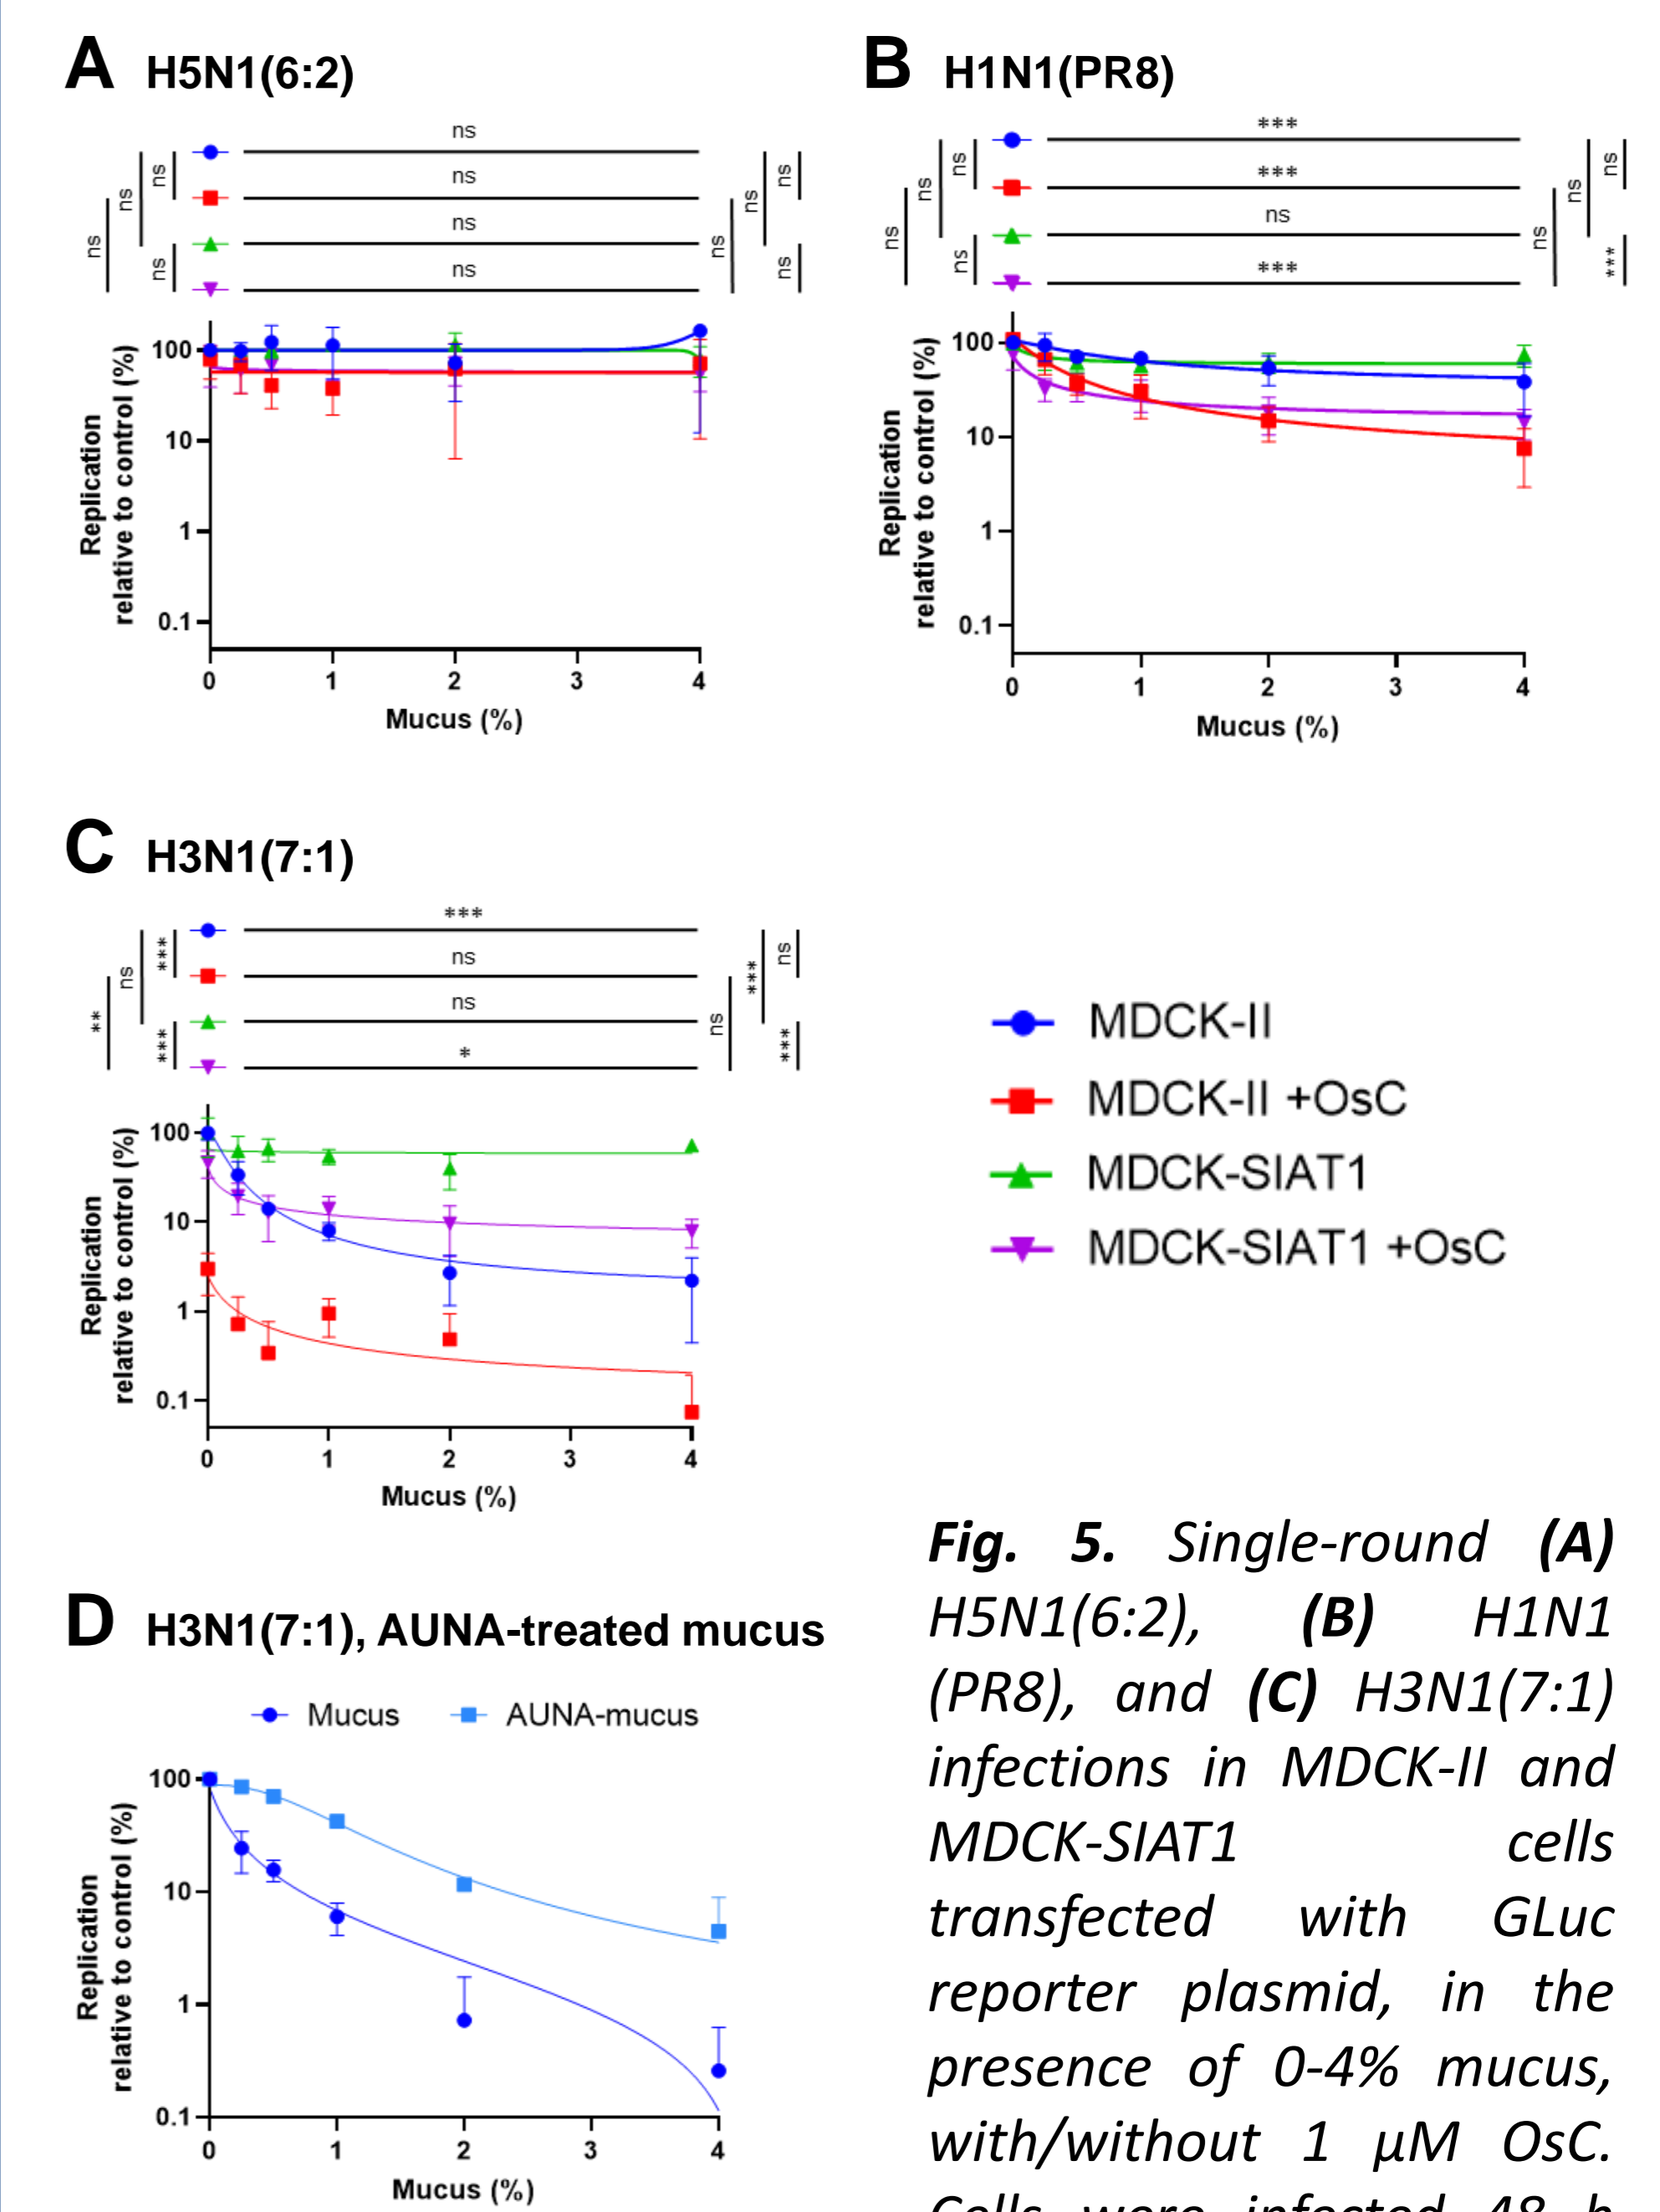 A H5N1(6:2)
ns
ns
ns
ns
ns
ns
ns
ns
ns
ns
ns
ns
100
10
1
0.1
Replication
relative to control (%)
0 1 2 3 4
Mucus (%)
B H1N1(PR8)
***
***
ns
***
ns
ns
ns
ns
ns
ns
ns
***
100
10
1
0.1
Replication
relative to control (%)
0 1 2 3 4
Mucus (%)
C H3N1(7:1)
***
ns
ns
*
**
ns
***
***
ns
***
ns
***
100
10
1
0.1
Replication
relative to control (%)
0 1 2 3 4
Mucus (%)
MDCK-II
MDCK-II +OsC
MDCK-SIAT1
MDCK-SIAT1 +OsC
D H3N1(7:1), AUNA-treated mucus
Mucus AUNA-mucus
100
10
1
0.1
Replication
relative to control (%)
0 1 2 3 4
Mucus (%)
Fig. 5. Single-round (A)
H5N1(6:2), (B) H1N1
(PR8), and (C) H3N1(7:1)
infections in MDCK-II and
MDCK-SIAT1 cells
transfected with GLuc
reporter plasmid, in the
presence of 0-4% mucus,
with/without 1 µM OsC.
Cells were infected 48 h